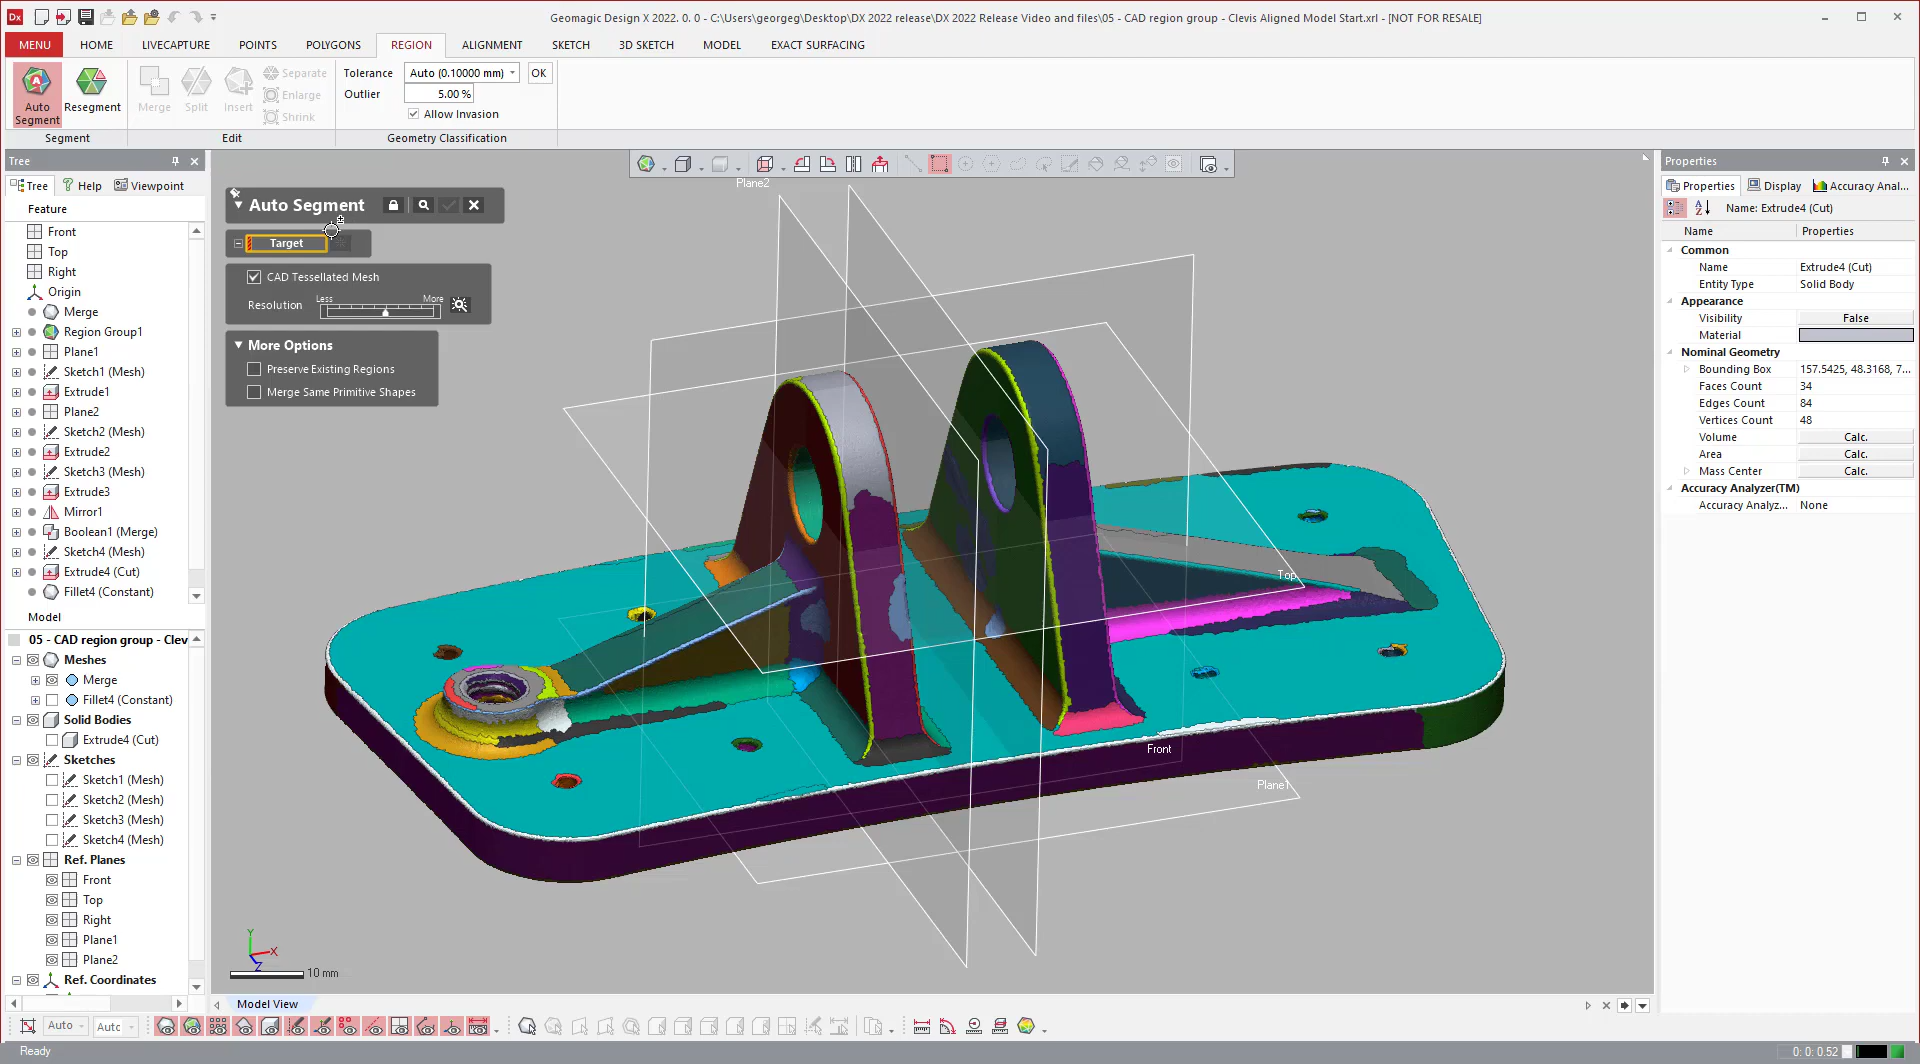 Dx
Geomagic Design X 2022. 0. 0 - C:\Users\georgeg\Desktop\DX 2022 release\DX 2022 Release Video and files\05 - CAD region group - Clevis Aligned Model Start.xrl - [NOT FOR RESALE]
MENU HOME LIVECAPTURE POINTS POLYGONS REGION ALIGNMENT SKETCH 3D SKETCH MODEL EXACT SURFACING
Auto Segment
Resegment
Merge
Split
Insert
Separate
Enlarge
Shrink
Tolerance Auto (0.10000 mm) OK
Outlier 5.00 %
Allow Invasion
Segment Edit Geometry Classification
Tree
Tree Help Viewpoint
Feature
Front
Top
Right
Origin
Merge
Region Group1
Plane1
Sketch1 (Mesh)
Extrude1
Plane2
Sketch2 (Mesh)
Extrude2
Sketch3 (Mesh)
Extrude3
Mirror1
Boolean1 (Merge)
Sketch4 (Mesh)
Extrude4 (Cut)
Fillet4 (Constant)
Model
05 - CAD region group - Clev
Meshes
Merge
Fillet4 (Constant)
Solid Bodies
Extrude4 (Cut)
Sketches
Sketch1 (Mesh)
Sketch2 (Mesh)
Sketch3 (Mesh)
Sketch4 (Mesh)
Ref. Planes
Front
Top
Right
Plane1
Plane2
Ref. Coordinates
Auto Segment
Target
CAD Tessellated Mesh
Resolution Less More
More Options
Preserve Existing Regions
Merge Same Primitive Shapes
Plane2
Top
Front
Plane1
Y
X
Z
10 mm
Model View
Properties
Properties Display Accuracy Anal...
Name: Extrude4 (Cut)
Name Properties
Common
Name Extrude4 (Cut)
Entity Type Solid Body
Appearance
Visibility False
Material
Nominal Geometry
Bounding Box 157.5425, 48.3168, 7...
Faces Count 34
Edges Count 84
Vertices Count 48
Volume Calc.
Area Calc.
Mass Center Calc.
Accuracy Analyzer(TM)
Accuracy Analyz... None
Auto Auto
Ready
0: 0: 0.52